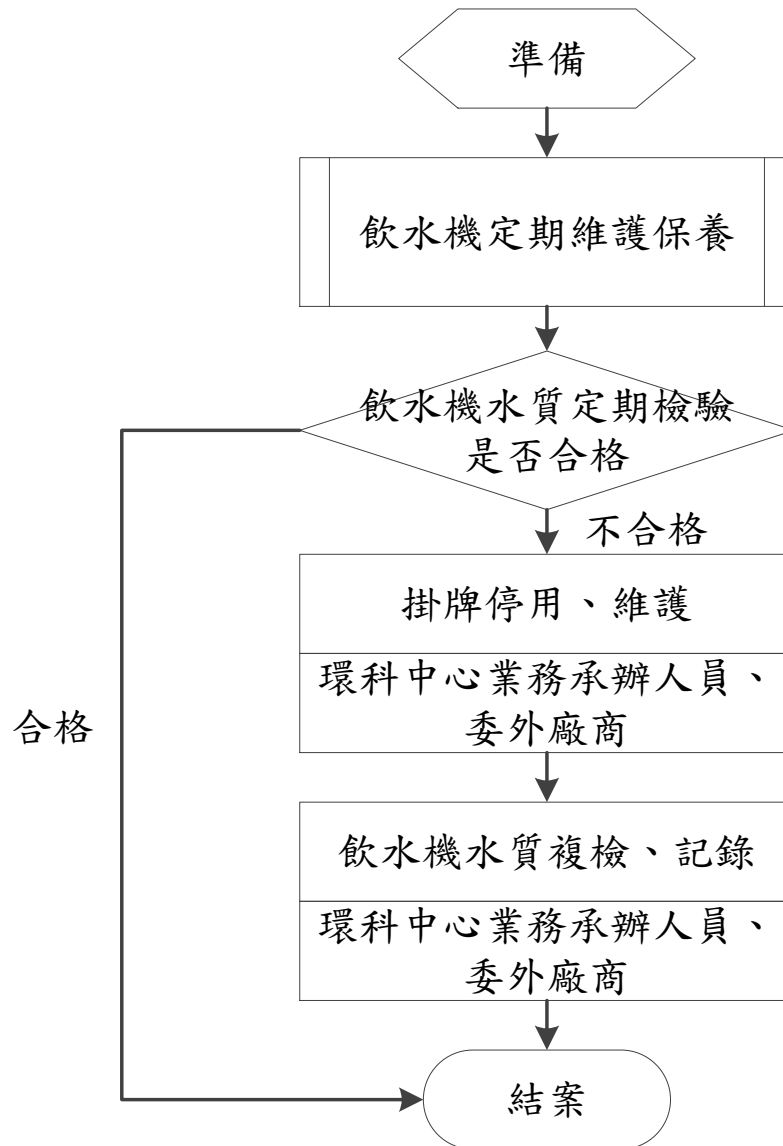 準備
飲水機定期維護保養
飲水機水質定期檢驗
是否合格
不合格
掛牌停用、維護
環科中心業務承辦人員、
委外廠商
合格
飲水機水質複檢、記錄
環科中心業務承辦人員、
委外廠商
結案